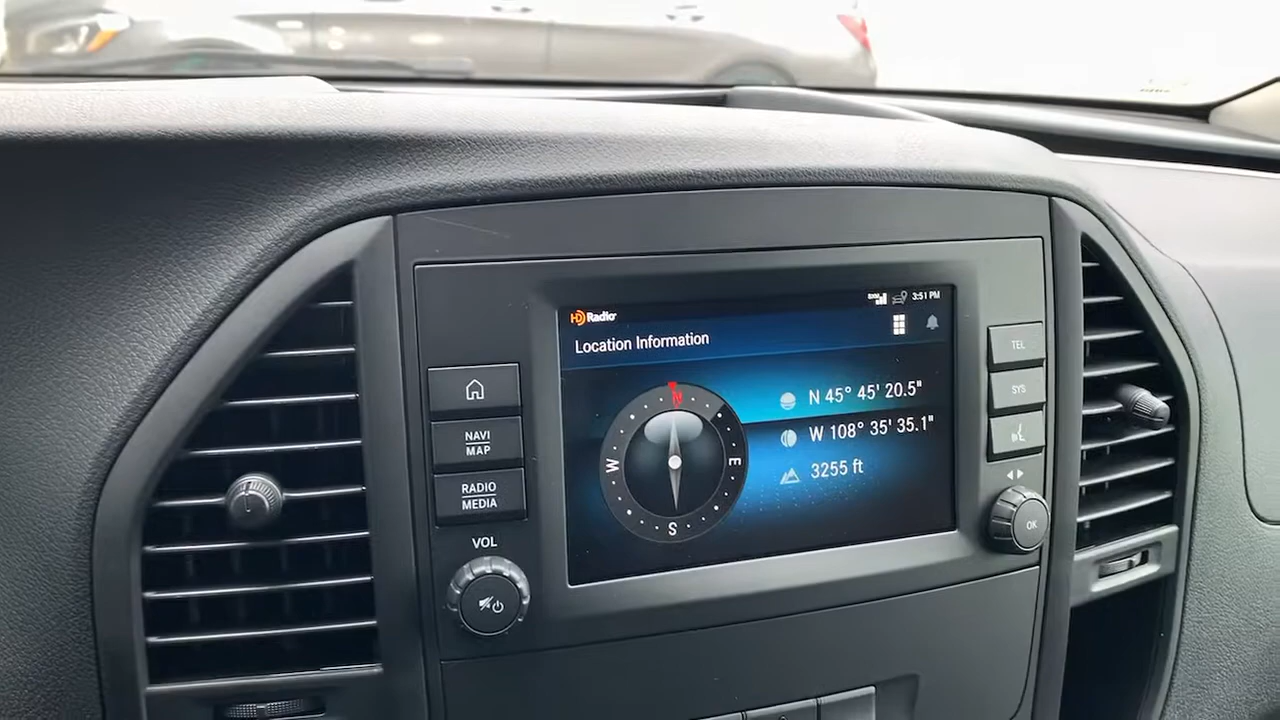 SXM 3:51 PM
HD Radio
Location Information
N
W
E
S
N 45° 45' 20.5"
W 108° 35' 35.1"
3255 ft
NAVI
MAP
RADIO
MEDIA
VOL
TEL
SYS
OK